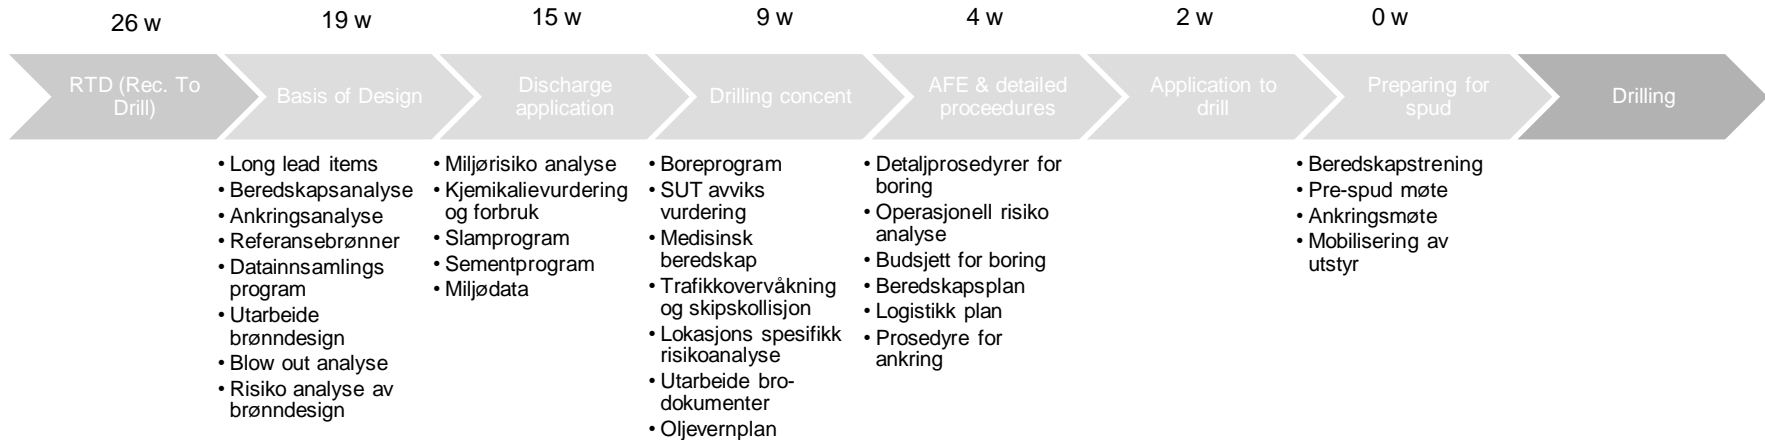 26 w
19 w
15 w
9 w
4 w
2 w
0 w
RTD (Rec. To
Drill)
Basis of Design
Discharge
application
Drilling concent
AFE & detailed
proceedures
Application to
drill
Preparing for
spud
Drilling
• Long lead items
• Beredskapsanalyse
• Ankringsanalyse
• Referansebrønner
• Datainnsamlings
program
• Utarbeide
brønndesign
• Blow out analyse
• Risiko analyse av
brønndesign
• Miljørisiko analyse
• Kjemikalievurdering
og forbruk
• Slamprogram
• Sementprogram
• Miljødata
• Boreprogram
• SUT avviks
vurdering
• Medisinsk
beredskap
• Trafikkovervåkning
og skipskollisjon
• Lokasjons spesifikk
risikoanalyse
• Utarbeide bro-
dokumenter
• Oljevernplan
• Detaljprosedyrer for
boring
• Operasjonell risiko
analyse
• Budsjett for boring
• Beredskapsplan
• Logistikk plan
• Prosedyre for
ankring
• Beredskapstrening
• Pre-spud møte
• Ankringsmøte
• Mobilisering av
utstyr